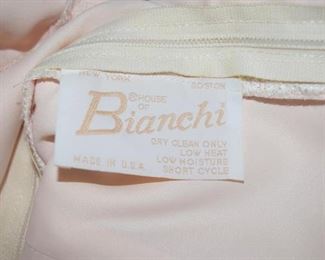 NEW YORK BOSTON
© HOUSE
OF
Bianchi
DRY CLEAN ONLY
LOW HEAT
MADE IN U.S.A. LOW MOISTURE
SHORT CYCLE